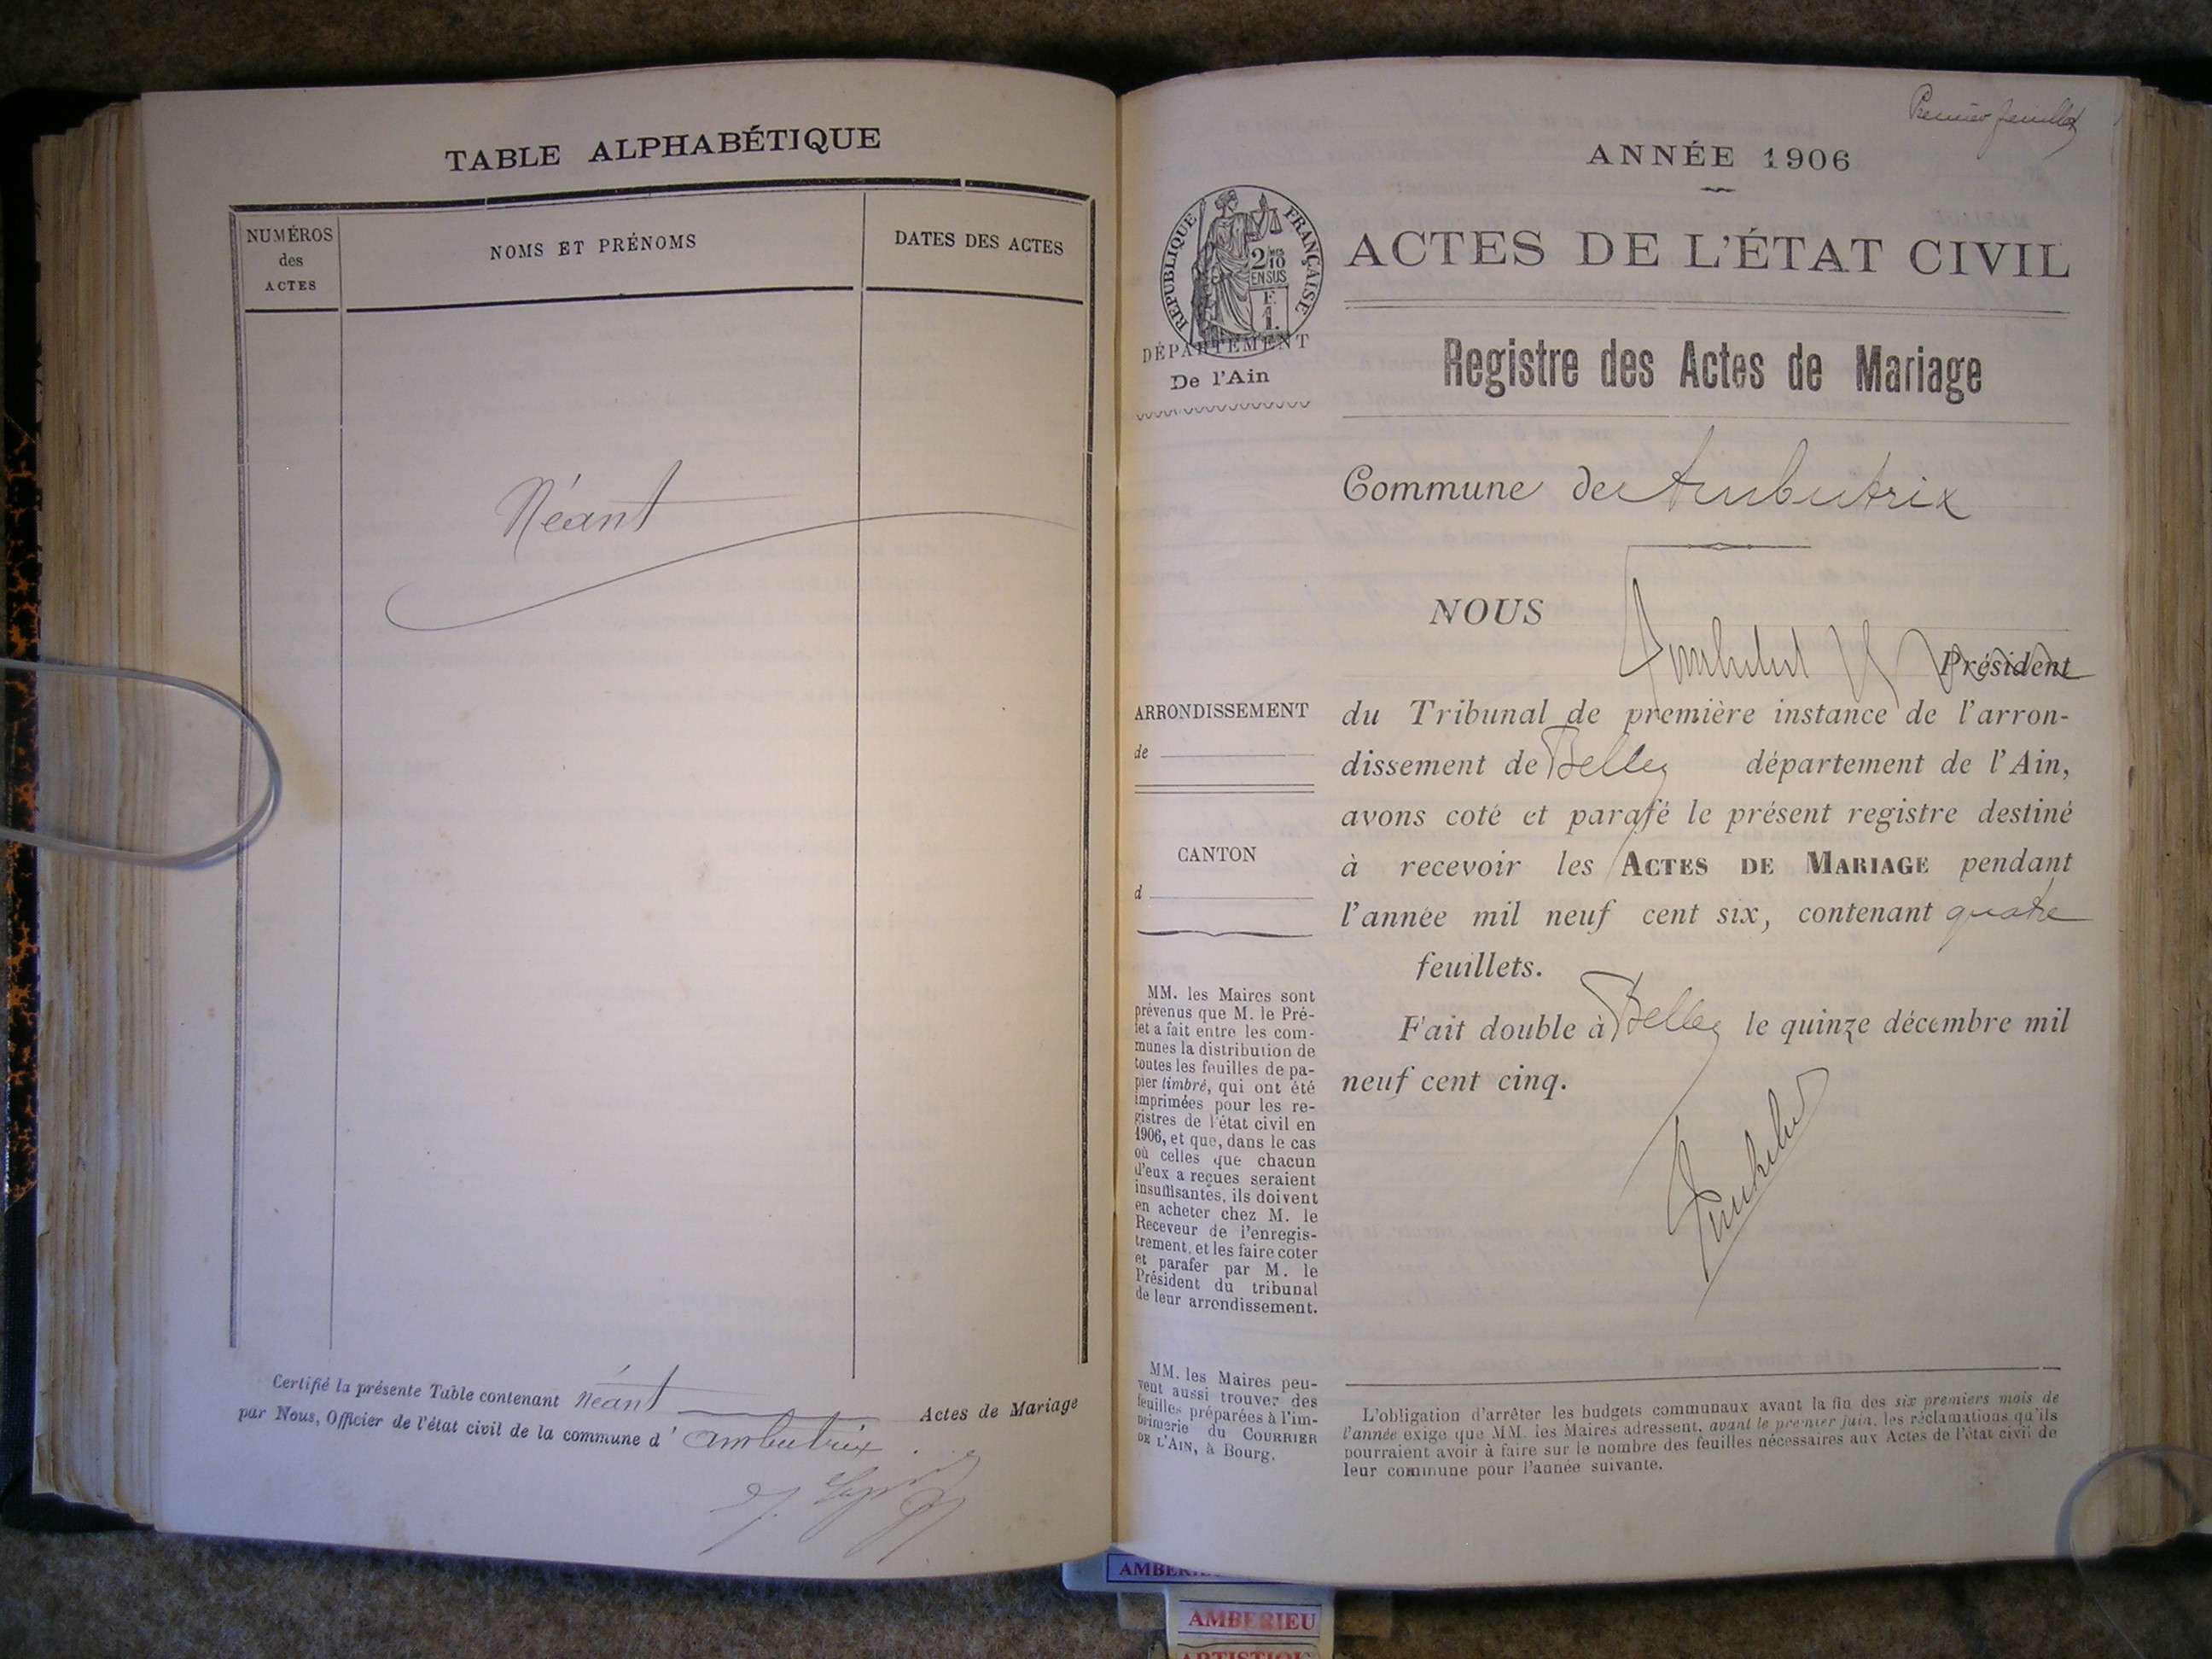 TABLE ALPHABÉTIQUE
NUMÉROS
des
ACTES
NOMS ET PRÉNOMS
DATES DES ACTES
Néant
Certifié la présente Table contenant Néant Actes de Mariage
par Nous, Officier de l'état civil de la commune d' Ambutrix
Premier feuillet
ANNÉE 1906
RÉPUBLIQUE FRANÇAISE
2/10
EN SUS
F.
1.
DÉPARTEMENT
De l'Ain
ACTES DE L'ÉTAT CIVIL
Registre des Actes de Mariage
Commune de Ambutrix
NOUS
Président
ARRONDISSEMENT
de
CANTON
d
du Tribunal de première instance de l'arron-
dissement de Belley département de l'Ain,
avons coté et parafé le présent registre destiné
à recevoir les ACTES DE MARIAGE pendant
l'année mil neuf cent six, contenant quatre
feuillets.
Fait double à Belley le quinze décembre mil
neuf cent cinq.
MM. les Maires sont
prévenus que M. le Pré-
fet a fait entre les com-
munes la distribution de
toutes les feuilles de pa-
pier timbré, qui ont été
imprimées pour les re-
gistres de l'état civil en
1906, et que, dans le cas
où celles que chacun
d'eux a reçues seraient
insuffisantes, ils doivent
en acheter chez M. le
Receveur de l'enregis-
trement, et les faire coter
et parafer par M. le
Président du tribunal
de leur arrondissement.
MM. les Maires peu-
vent aussi trouver des
feuilles préparées à l'im-
primerie du COURRIER
DE L'AIN, à Bourg.
L'obligation d'arrêter les budgets communaux avant la fin des six premiers mois de
l'année exige que MM. les Maires adressent, avant le premier juin, les réclamations qu'ils
pourraient avoir à faire sur le nombre des feuilles nécessaires aux Actes de l'état civil de
leur commune pour l'année suivante.
AMBERIEU